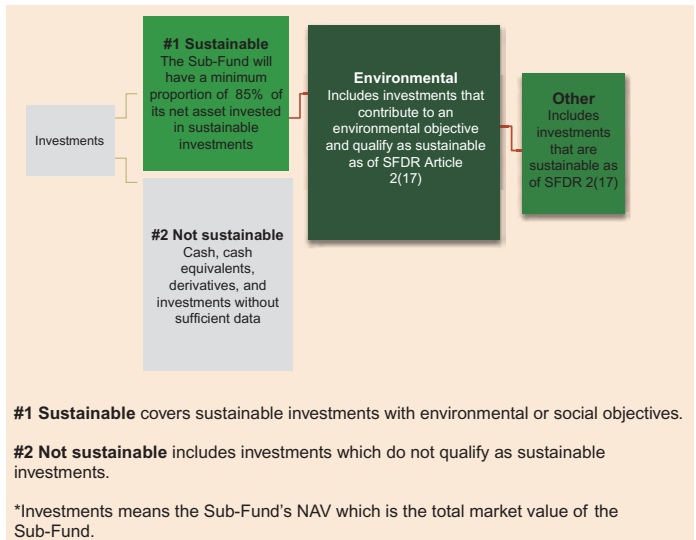 Investments
#1 Sustainable
The Sub-Fund will
have a minimum
proportion of 85% of
its net asset invested
in sustainable
investments
#2 Not sustainable
Cash, cash
equivalents,
derivatives, and
investments without
sufficient data
Environmental
Includes investments that
contribute to an
environmental objective
and qualify as sustainable
as of SFDR Article
2(17)
Other
Includes
investments
that are
sustainable as
of SFDR 2(17)
#1 Sustainable covers sustainable investments with environmental or social objectives.
#2 Not sustainable includes investments which do not qualify as sustainable
investments.
*Investments means the Sub-Fund's NAV which is the total market value of the
Sub-Fund.